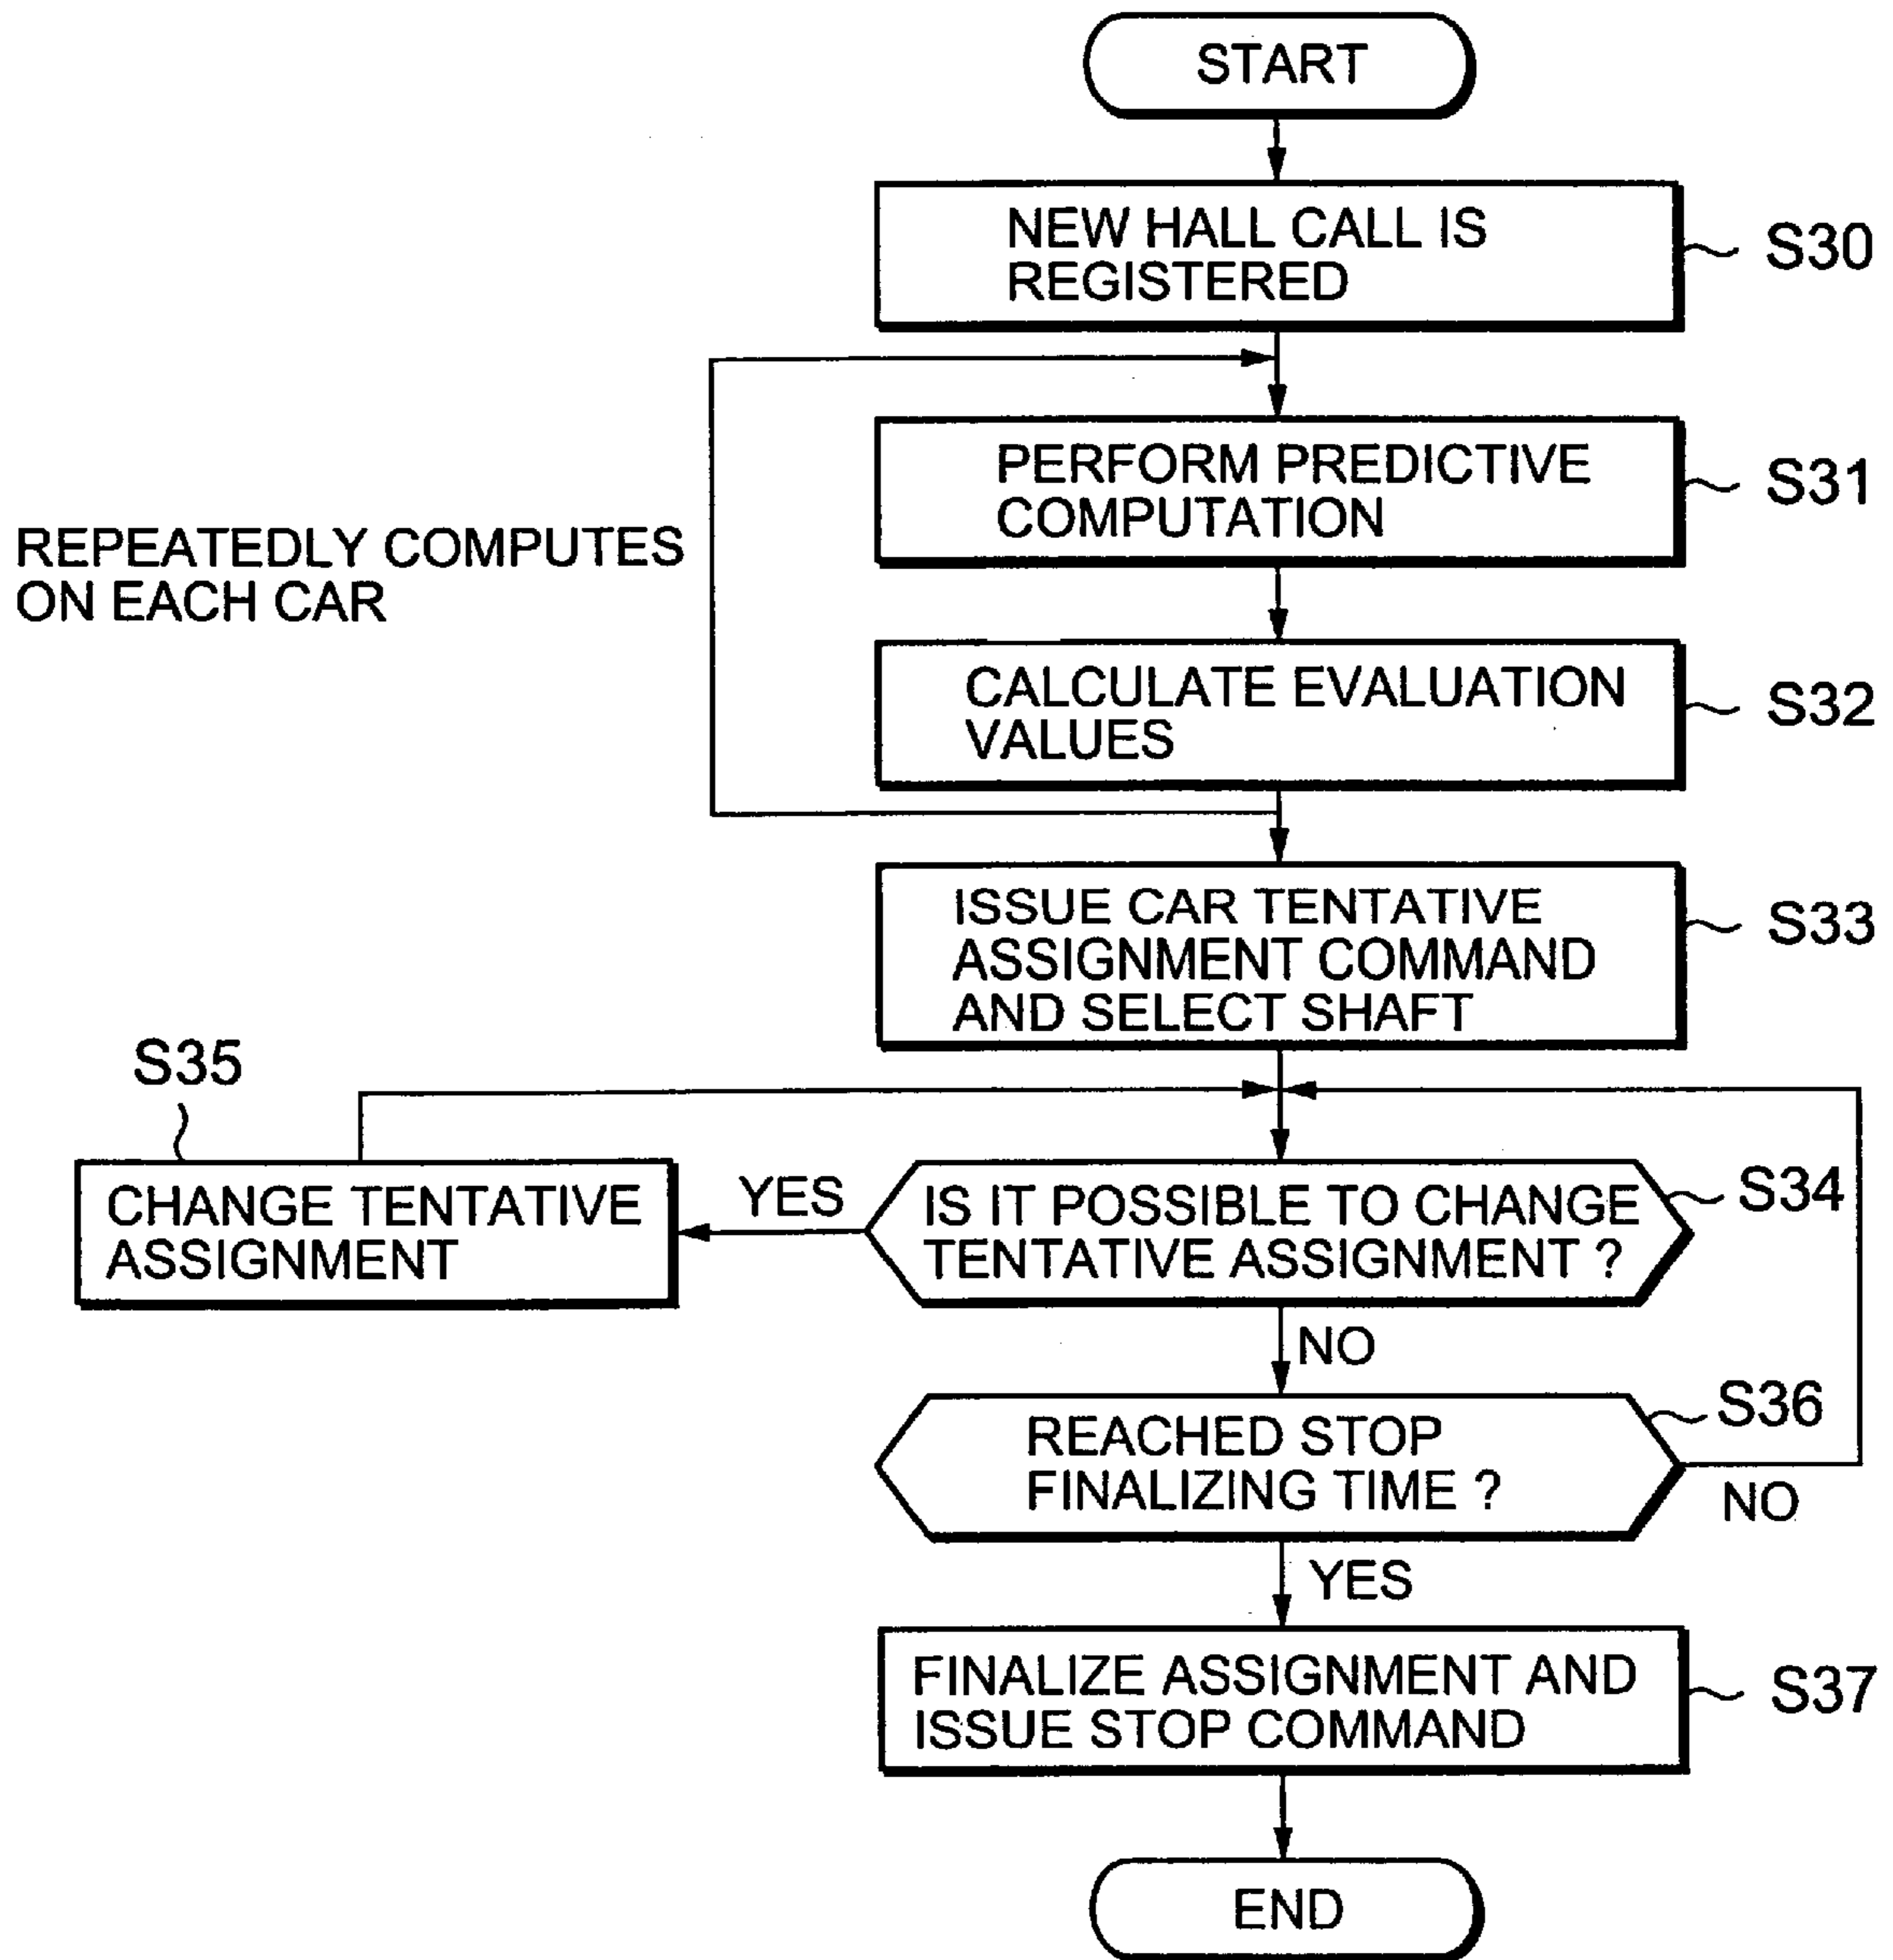 START
NEW HALL CALL IS
REGISTERED
S30
PERFORM PREDICTIVE
COMPUTATION
S31
REPEATEDLY COMPUTES
ON EACH CAR
CALCULATE EVALUATION
VALUES
S32
ISSUE CAR TENTATIVE
ASSIGNMENT COMMAND
AND SELECT SHAFT
S33
S35
CHANGE TENTATIVE
ASSIGNMENT
YES
IS IT POSSIBLE TO CHANGE
TENTATIVE ASSIGNMENT ?
S34
NO
REACHED STOP
FINALIZING TIME ?
S36
NO
YES
FINALIZE ASSIGNMENT AND
ISSUE STOP COMMAND
S37
END